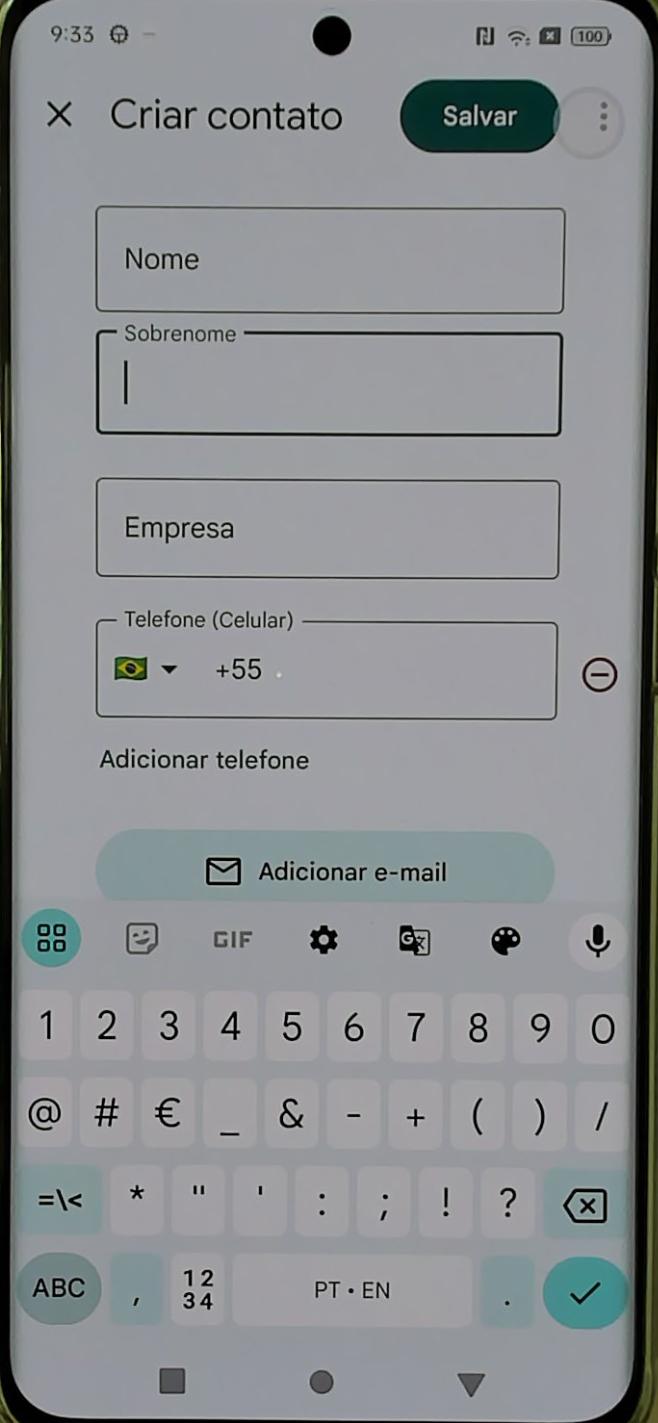 9:33 100
Criar contato Salvar
Nome
Sobrenome
Empresa
Telefone (Celular)
+55
Adicionar telefone
Adicionar e-mail
GIF
1 2 3 4 5 6 7 8 9 0
@ # € _ & - + ( ) /
=\< * " ' : ; ! ?
ABC , 12 34 PT • EN .